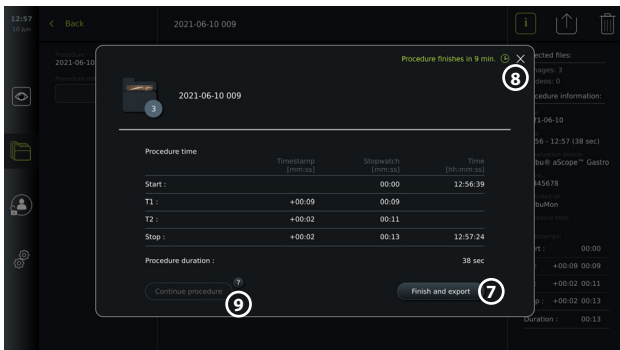 12:57
10 Jun
Back
2021-06-10 009
i
Procedure
2021-06-10
Procedure finishes in 9 min.
8
3
2021-06-10 009
Procedure time
Timestamp
[mm:ss]
Stopwatch
[mm:ss]
Time
[hh:mm:ss]
Start : 00:00 12:56:39
T1 : +00:09 00:09
T2 : +00:02 00:11
Stop : +00:02 00:13 12:57:24
Procedure duration : 38 sec
Continue procedure
?
9
Finish and export
7
ected files:
ages: 3
deos: 0
cedure information:
21-06-10
56 - 12:57 (38 sec)
bu® aScope™ Gastro
345678
buMon
rt : 00:00
+00:09 00:09
+00:02 00:11
p : +00:02 00:13
Duration : 00:13